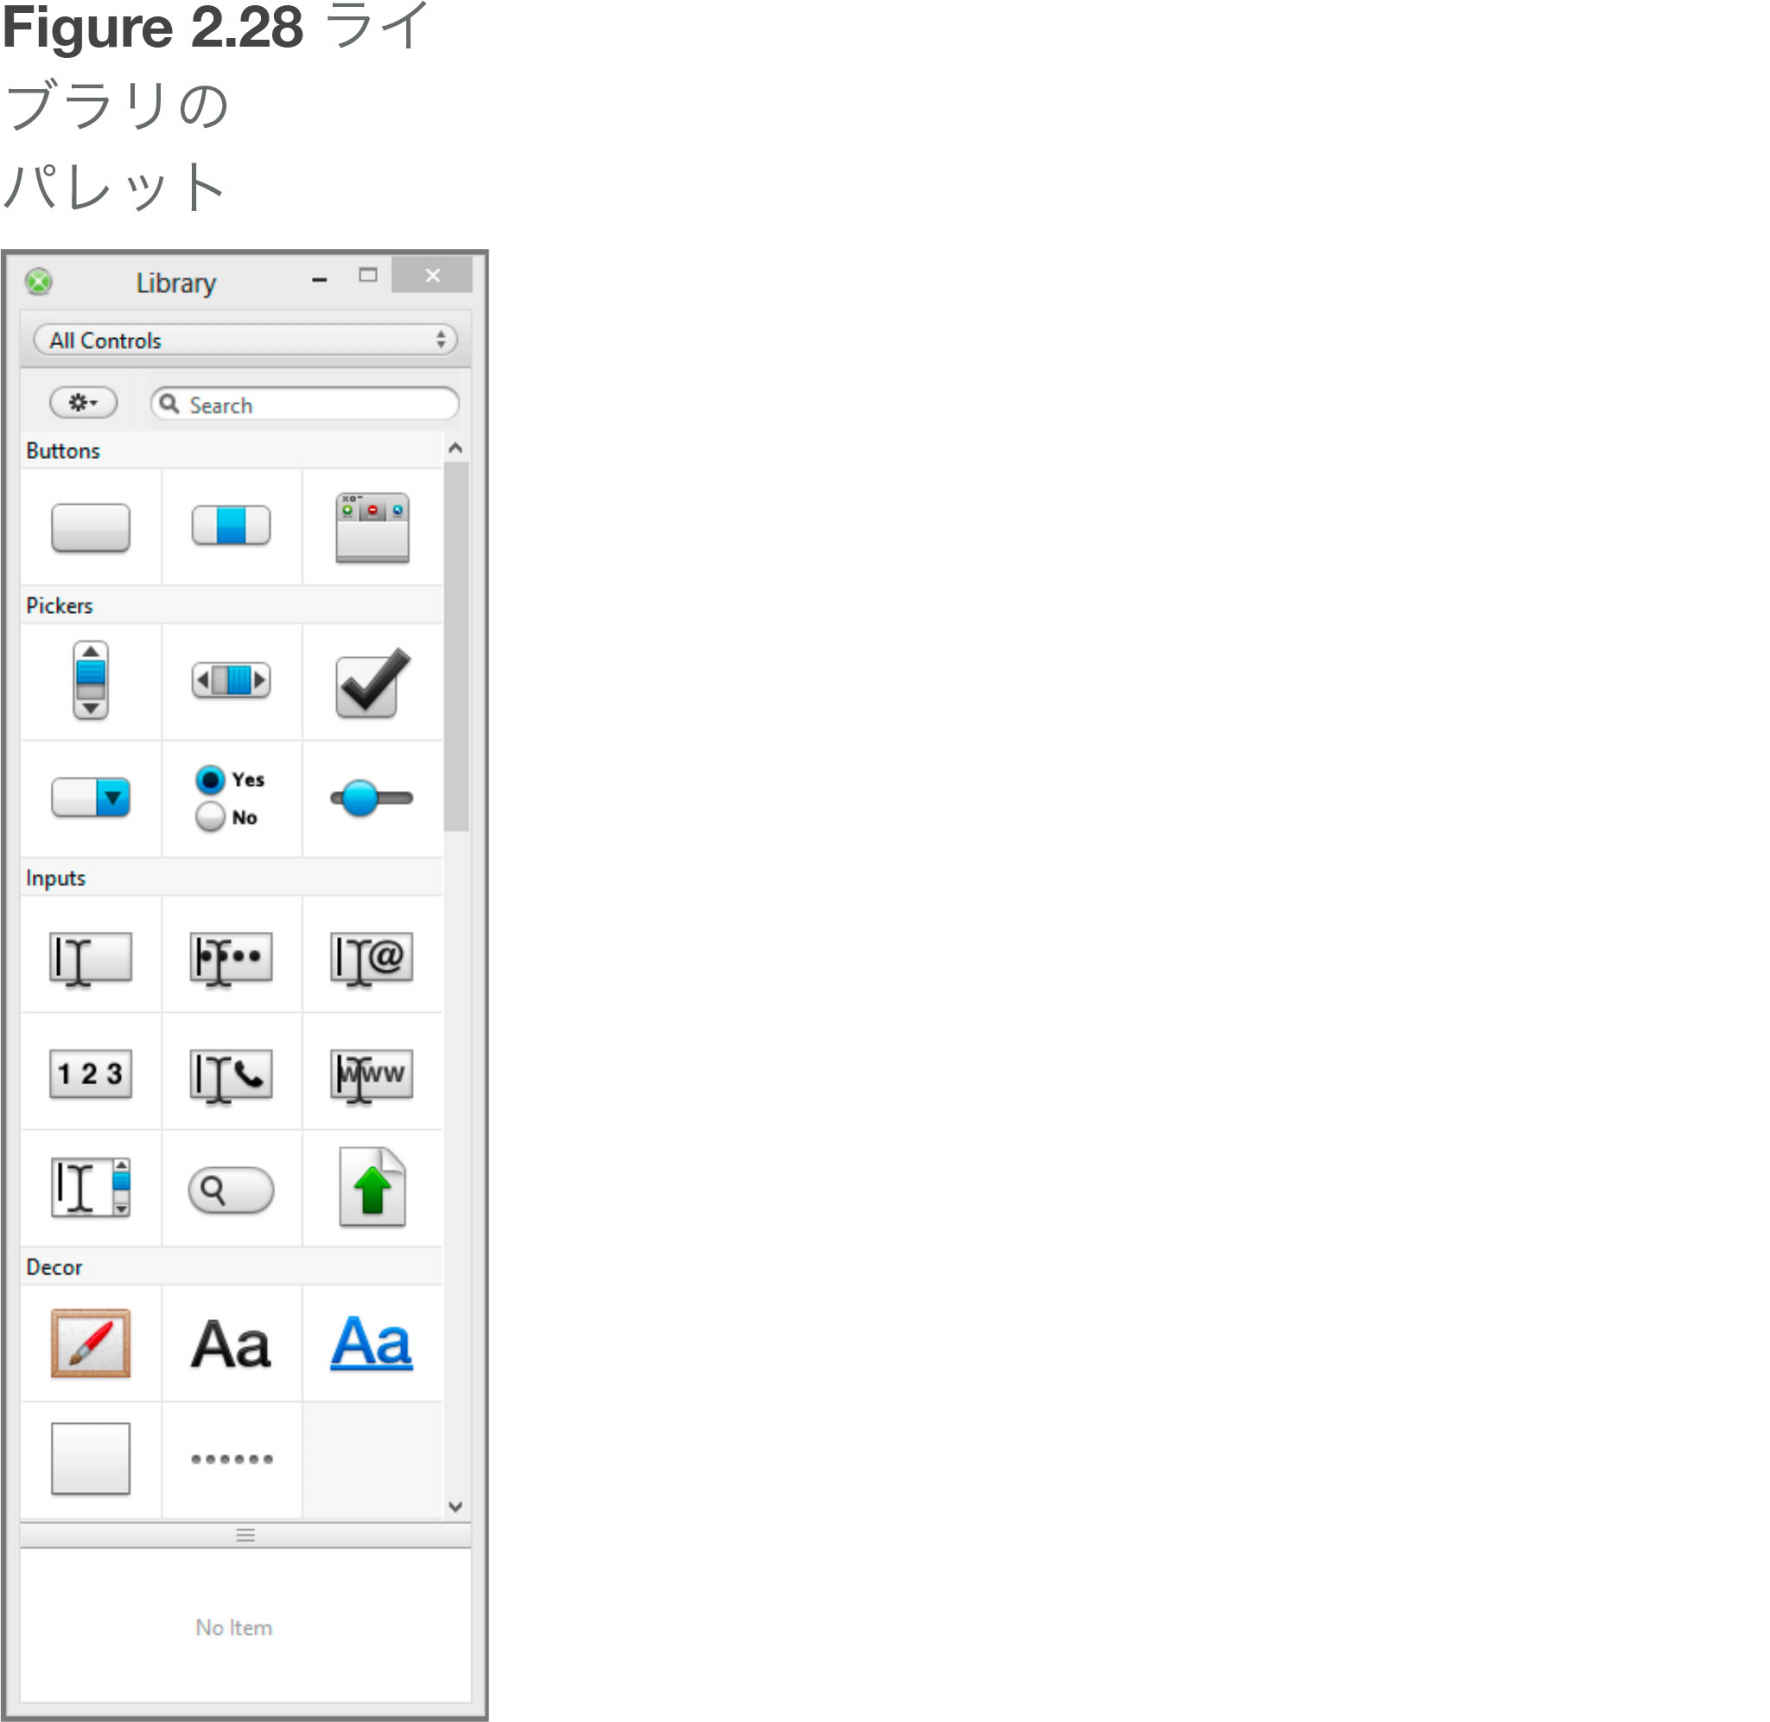 Figure 2.28 ライ
ブラリの
パレット
Library
All Controls
Search
Buttons
Pickers
Yes
No
Inputs
@
1 2 3
www
Decor
Aa Aa
No Item